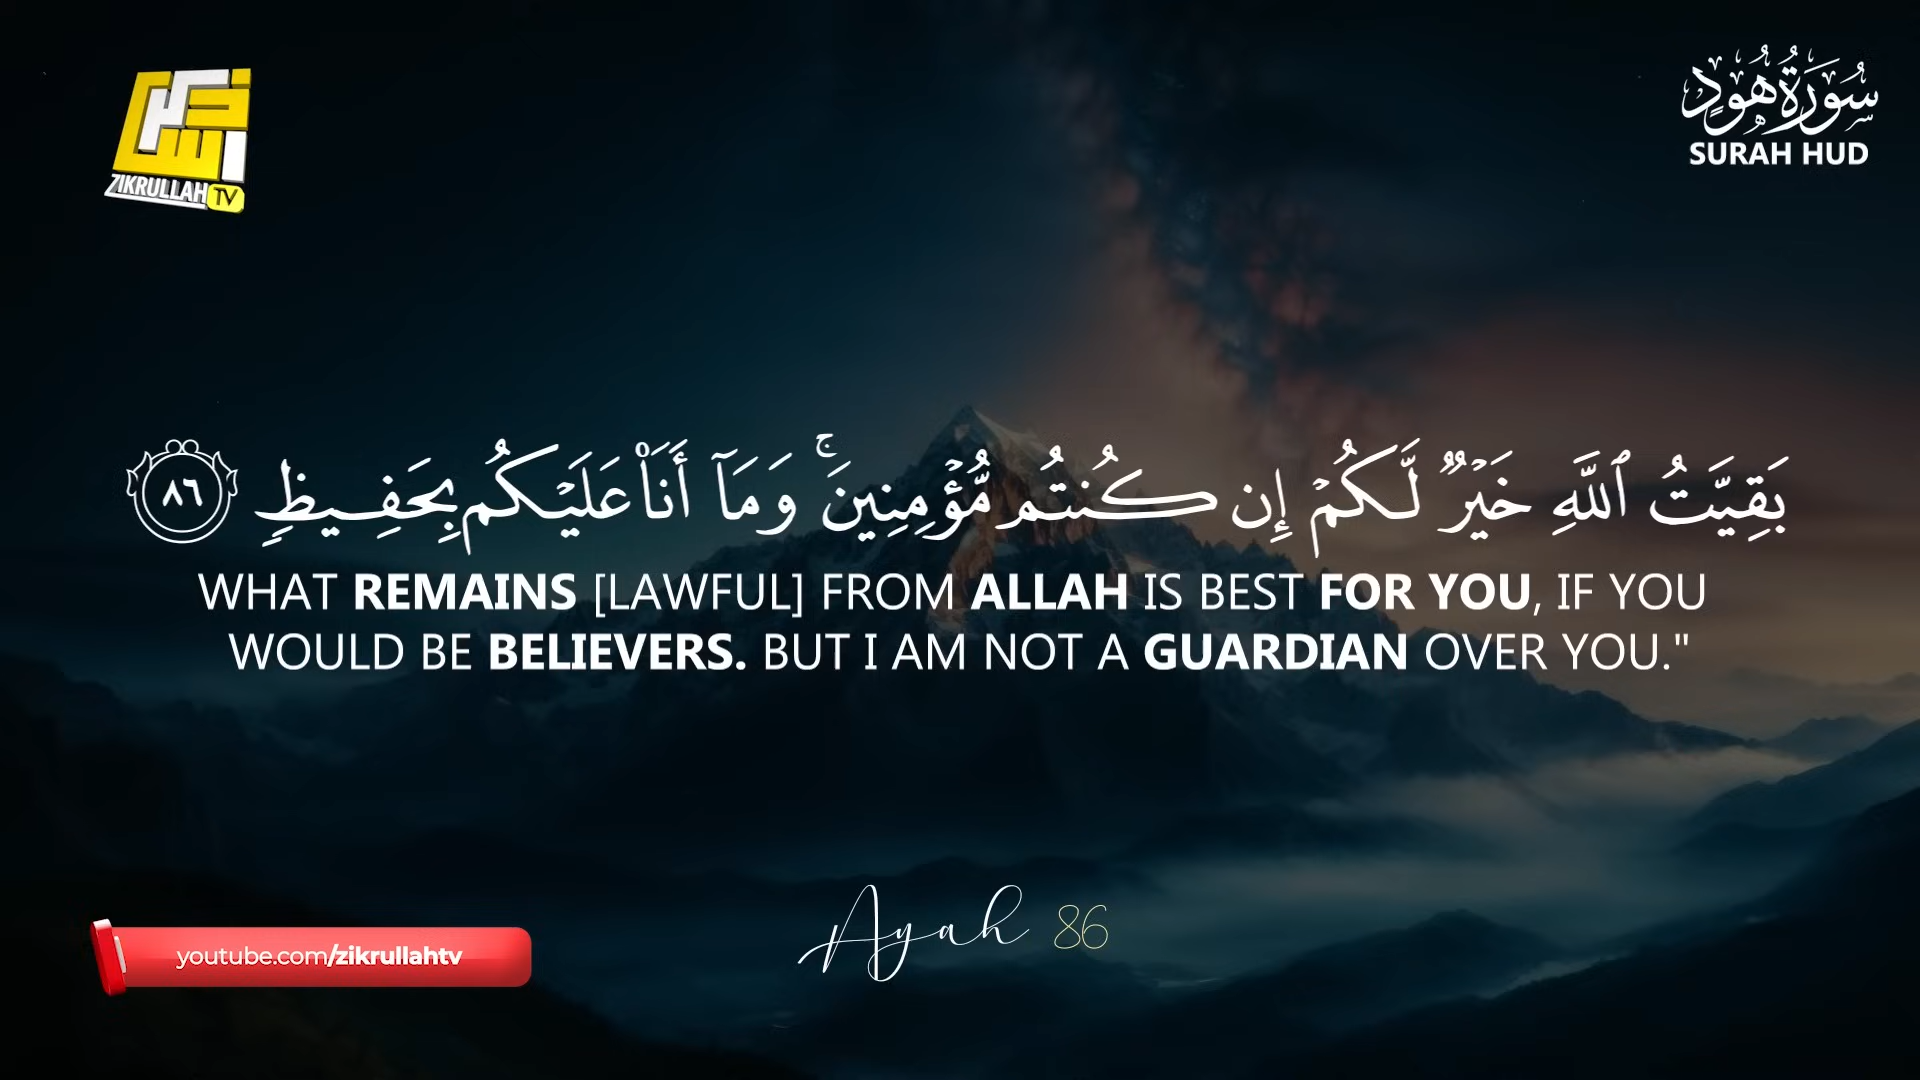 ZIKRULLAH TV
سُورَةُ هُودٍ
SURAH HUD
بَقِيَّتُ ٱللَّهِ خَيْرٌ لَّكُمْ إِن كُنتُم مُّؤْمِنِينَ ۚ وَمَآ أَنَا۠ عَلَيْكُم بِحَفِيظٍ ٨٦
WHAT REMAINS [LAWFUL] FROM ALLAH IS BEST FOR YOU, IF YOU
WOULD BE BELIEVERS. BUT I AM NOT A GUARDIAN OVER YOU."
Ayah 86
youtube.com/zikrullahtv